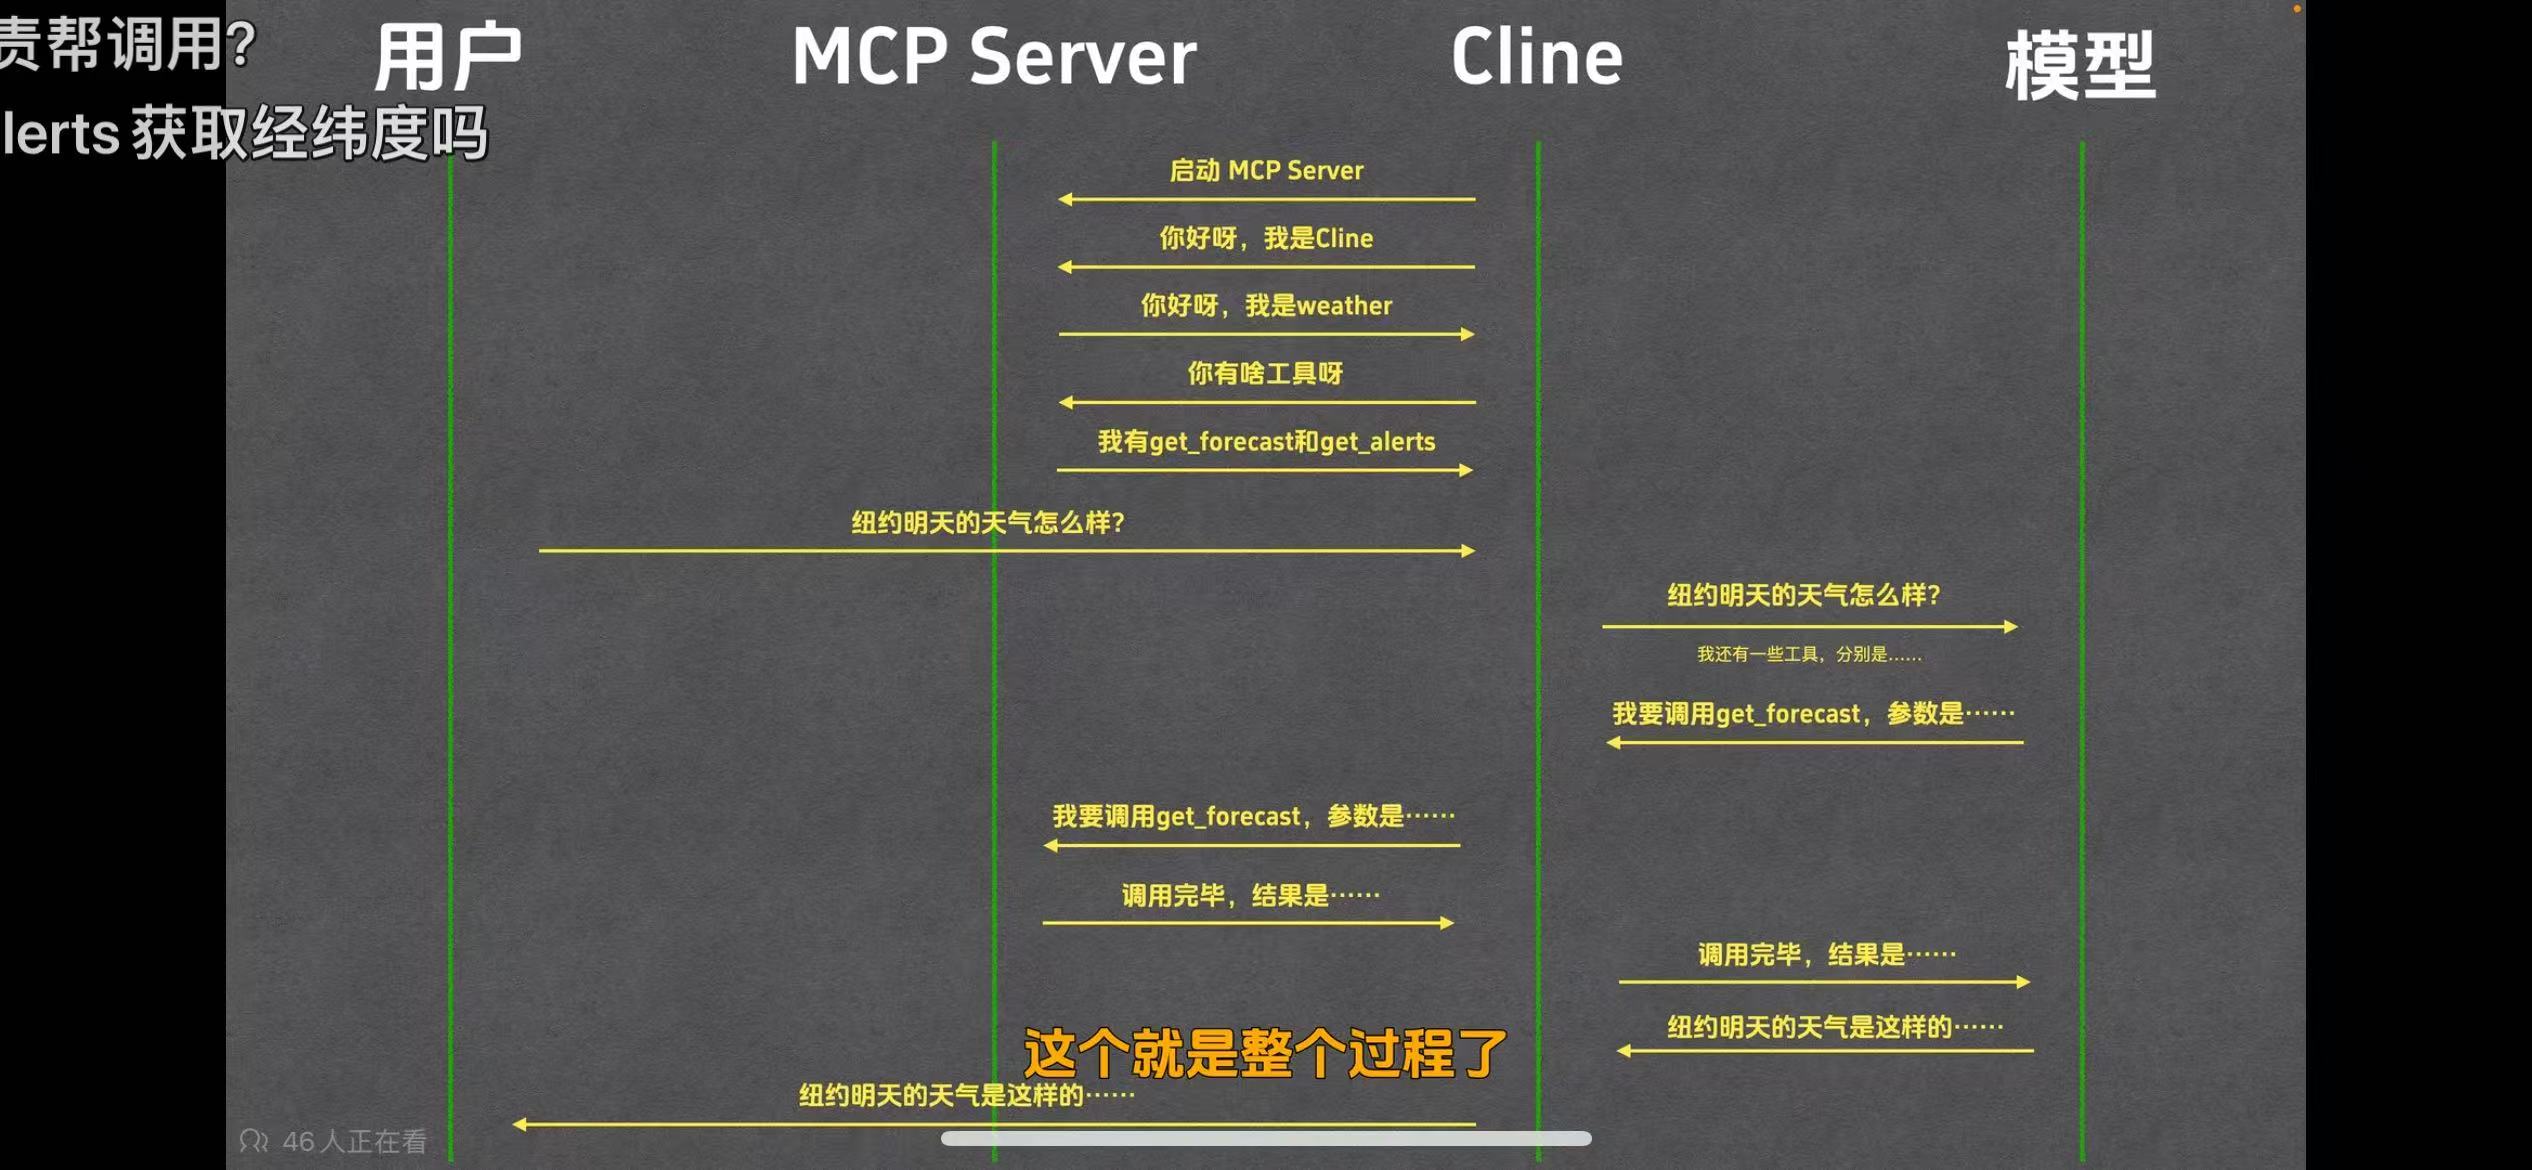 责帮调用?
用户
MCP Server
Cline
模型
lerts 获取经纬度吗
启动 MCP Server
你好呀，我是Cline
你好呀，我是weather
你有啥工具呀
我有get_forecast和get_alerts
纽约明天的天气怎么样?
纽约明天的天气怎么样?
我还有一些工具，分别是……
我要调用get_forecast，参数是……
我要调用get_forecast，参数是……
调用完毕，结果是……
调用完毕，结果是……
纽约明天的天气是这样的……
这个就是整个过程了
纽约明天的天气是这样的……
46人正在看